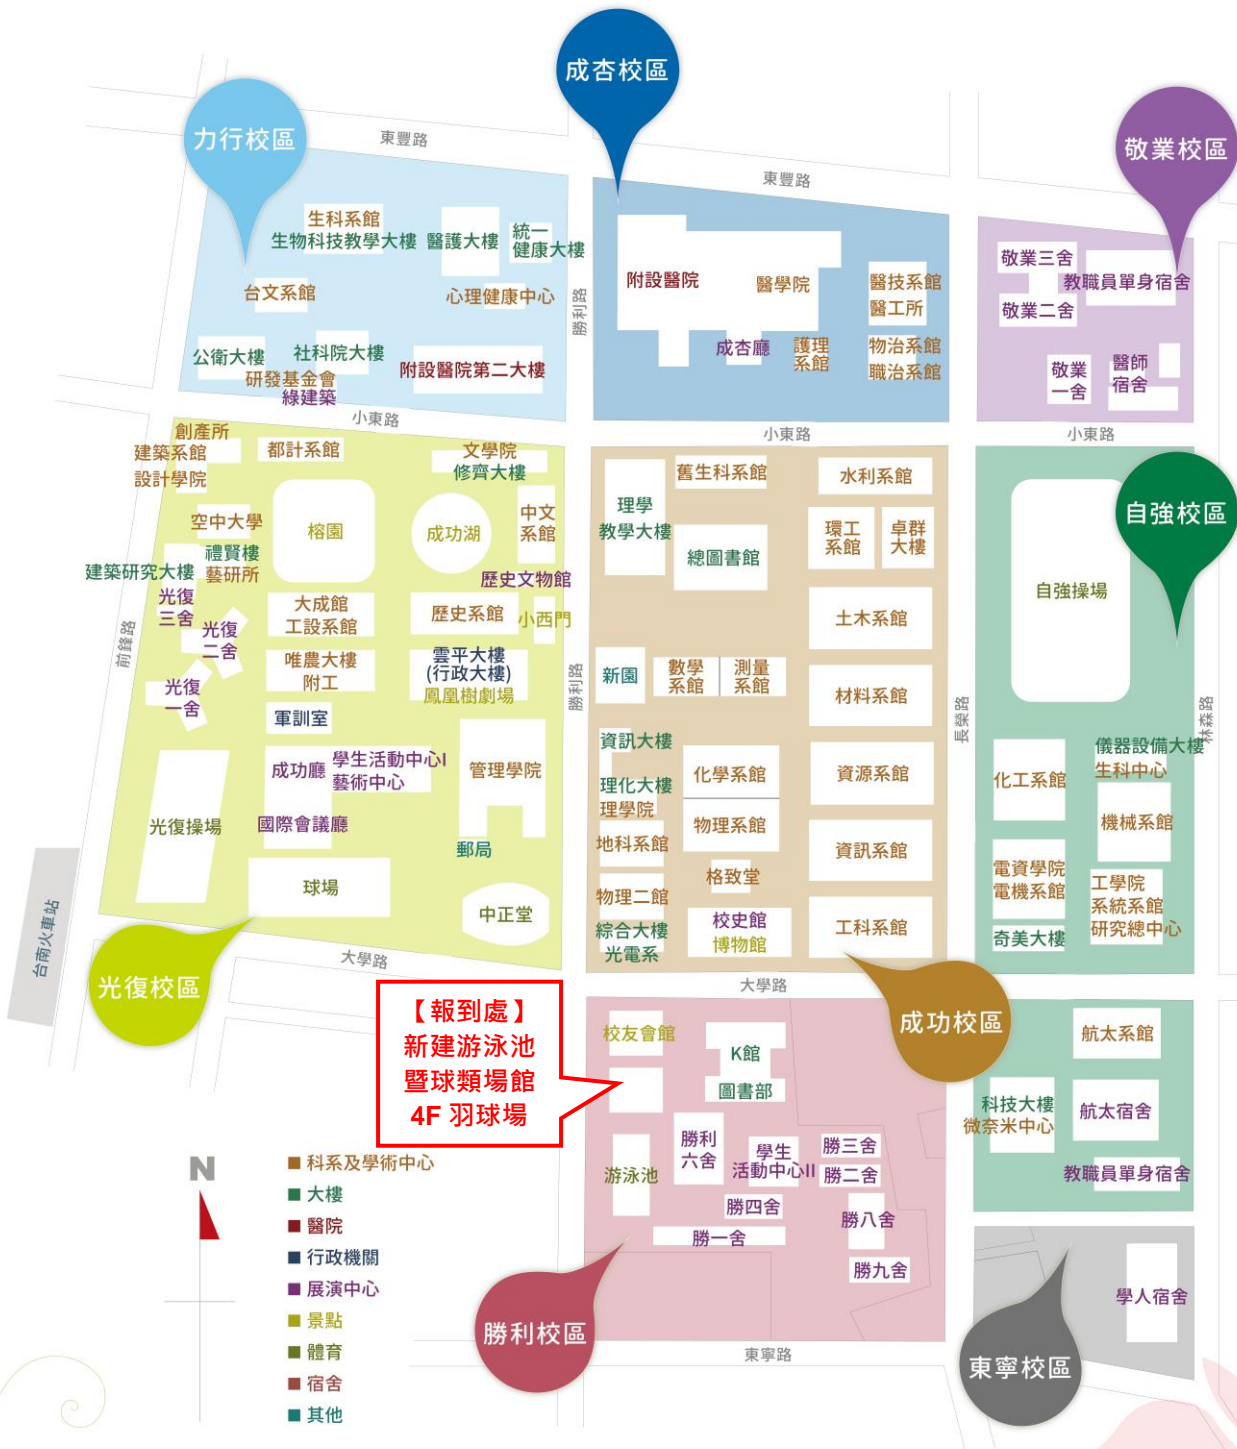 成杏校區
力行校區
敬業校區
東豐路
東豐路
生科系館
生物科技教學大樓
醫護大樓
統一
健康大樓
台文系館
心理健康中心
公衛大樓
社科院大樓
研發基金會
綠建築
附設醫院第二大樓
勝利路
附設醫院
醫學院
醫技系館
醫工所
成杏廳
護理
系館
物治系館
職治系館
敬業三舍
教職員單身宿舍
敬業二舍
敬業
一舍
醫師
宿舍
小東路
小東路
小東路
創產所
建築系館
設計學院
都計系館
文學院
修齊大樓
空中大學
榕園
成功湖
中文
系館
禮賢樓
建築研究大樓
藝研所
歷史文物館
光復
三舍
大成館
工設系館
歷史系館
小西門
光復
二舍
前鋒路
唯農大樓
附工
雲平大樓
(行政大樓)
鳳凰樹劇場
光復
一舍
軍訓室
勝利路
成功廳
學生活動中心I
藝術中心
管理學院
國際會議廳
光復操場
郵局
球場
中正堂
台南火車站
光復校區
大學路
理學
教學大樓
舊生科系館
水利系館
總圖書館
環工
系館
卓群
大樓
土木系館
新園
數學
系館
測量
系館
材料系館
資訊大樓
化學系館
資源系館
理化大樓
理學院
物理系館
地科系館
資訊系館
格致堂
物理二館
校史館
博物館
工科系館
綜合大樓
光電系
長榮路
自強校區
自強操場
林森路
儀器設備大樓
生科中心
化工系館
機械系館
電資學院
電機系館
工學院
系統系館
研究總中心
奇美大樓
大學路
成功校區
【報到處】
新建游泳池
暨球類場館
4F 羽球場
校友會館
K館
圖書部
勝利
六舍
學生
活動中心II
勝三舍
勝二舍
游泳池
勝四舍
勝八舍
勝一舍
勝九舍
航太系館
科技大樓
微奈米中心
航太宿舍
教職員單身宿舍
學人宿舍
勝利校區
東寧路
東寧校區
N
科系及學術中心
大樓
醫院
行政機關
展演中心
景點
體育
宿舍
其他